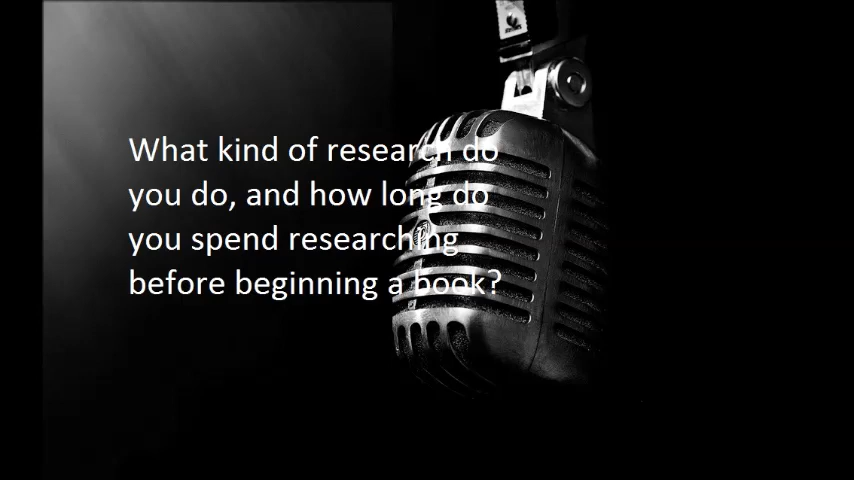 What kind of research do
you do, and how long do
you spend researching
before beginning a book?